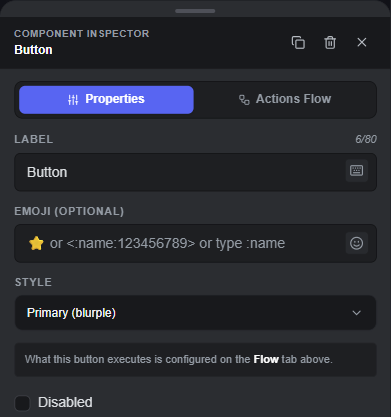 COMPONENT INSPECTOR
Button
Properties
Actions Flow
LABEL
6/80
Button
EMOJI (OPTIONAL)
⭐ or <:name:123456789> or type :name
STYLE
Primary (blurple)
What this button executes is configured on the Flow tab above.
Disabled